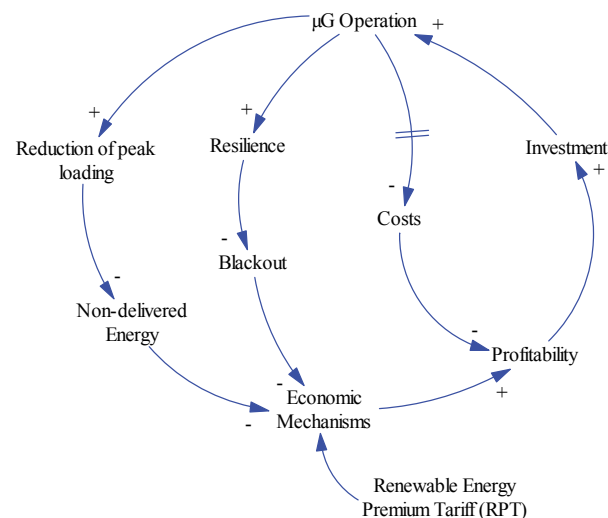 μG Operation
+
+
+
Reduction of peak
loading
Resilience
Investment
+
-
Costs
-
Blackout
-
Non-delivered
Energy
-
Profitability
-
Economic
Mechanisms
-
+
Renewable Energy
Premium Tariff (RPT)